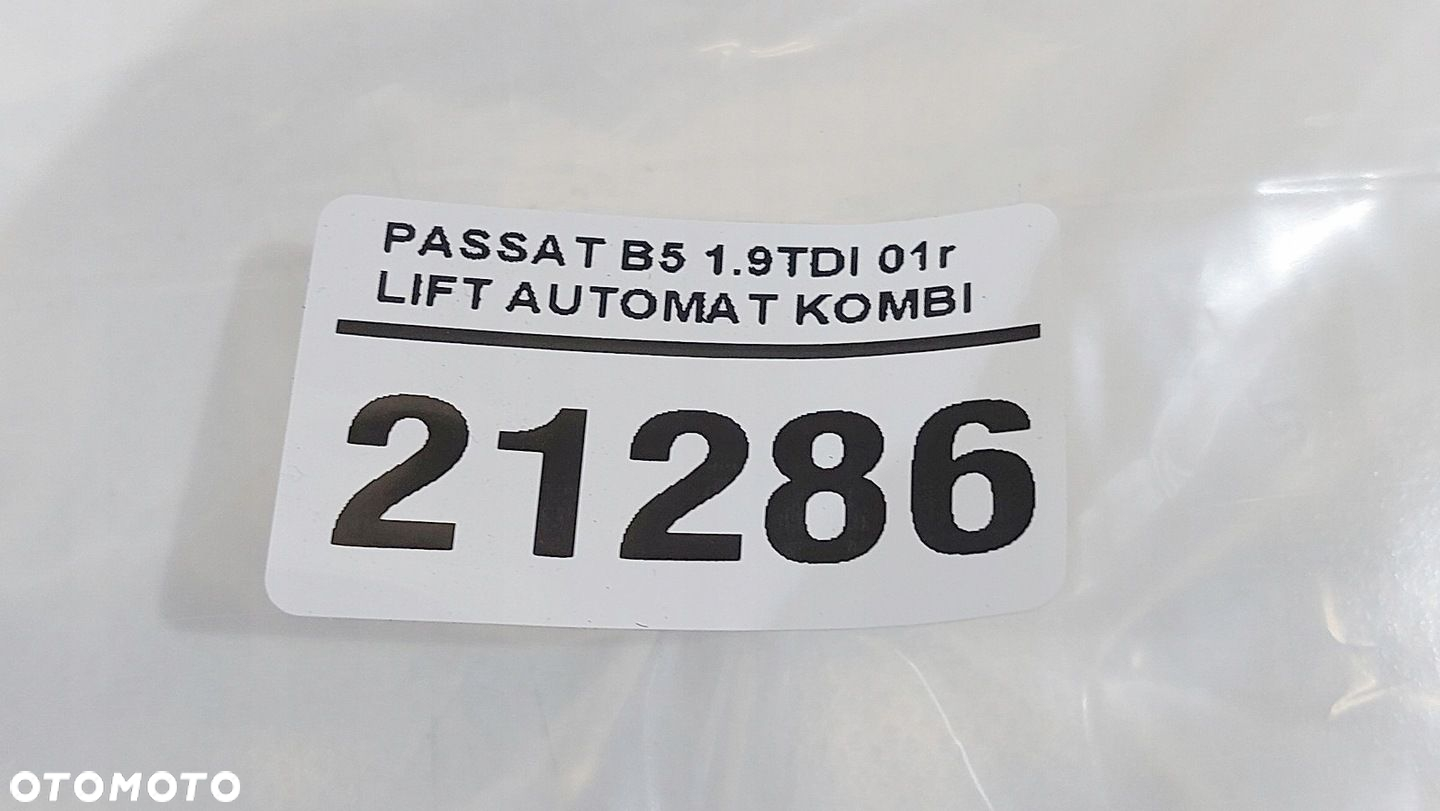 PASSAT B5 1.9TDI 01r
LIFT AUTOMAT KOMBI
21286
OTOMOTO